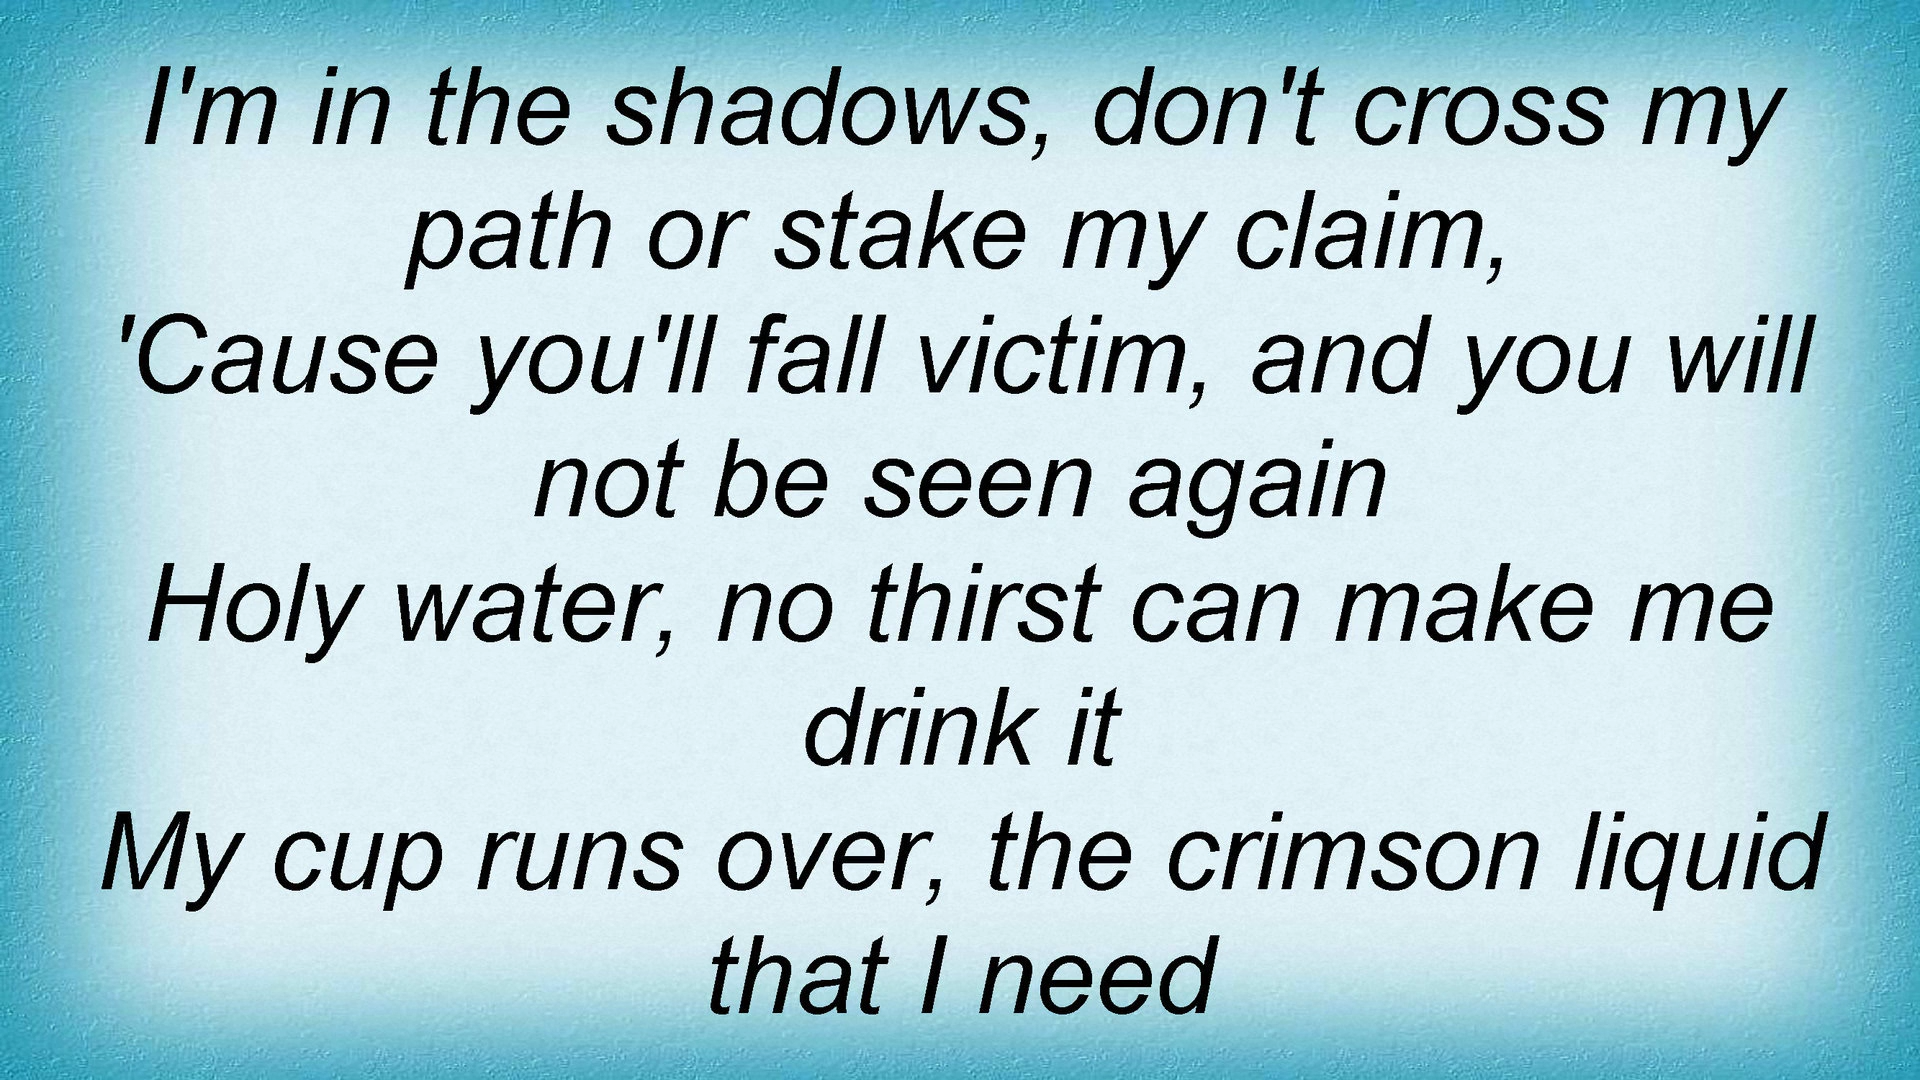 I'm in the shadows, don't cross my
path or stake my claim,
'Cause you'll fall victim, and you will
not be seen again
Holy water, no thirst can make me
drink it
My cup runs over, the crimson liquid
that I need